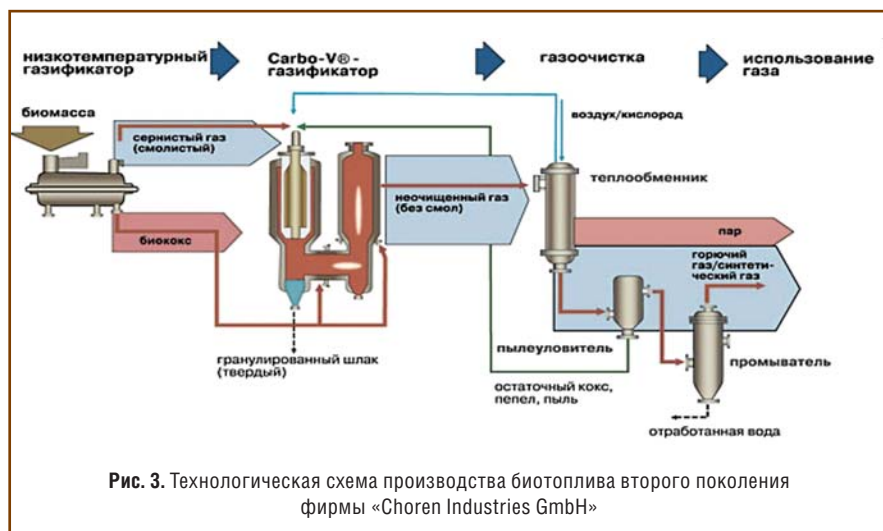 низкотемпературный
газификатор
Carbo-V®-
газификатор
газоочистка
использование
газа
биомасса
сернистый газ
(смолистый)
воздух/кислород
теплообменник
неочищенный газ
(без смол)
биококс
пар
горючий
газ/синтети-
ческий газ
гранулированный шлак
(твердый)
пылеуловитель
промыватель
остаточный кокс,
пепел, пыль
отработанная вода
Рис. 3. Технологическая схема производства биотоплива второго поколения
фирмы «Choren Industries GmbH»